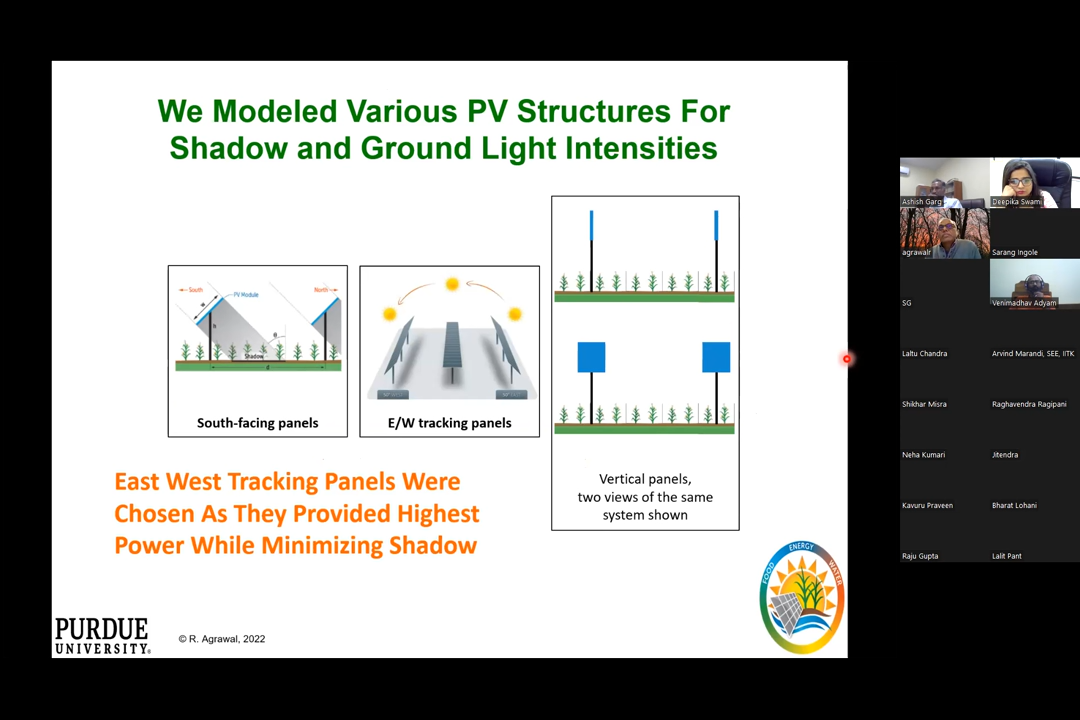 We Modeled Various PV Structures For
Shadow and Ground Light Intensities
South
PV Module
North
w
h
θ
Shadow
g
South-facing panels
E/W tracking panels
Vertical panels,
two views of the same
system shown
East West Tracking Panels Were
Chosen As They Provided Highest
Power While Minimizing Shadow
FOOD ENERGY WATER
PURDUE
UNIVERSITY®
© R. Agrawal, 2022
Ashish Garg
Deepika Swami
agrawalr
Sarang Ingole
SG
Venimadhav Adyam
Laltu Chandra
Arvind Marandi, SEE, IITK
Shikhar Misra
Raghavendra Ragipani
Neha Kumari
Jitendra
Kavuru Praveen
Bharat Lohani
Raju Gupta
Lalit Pant